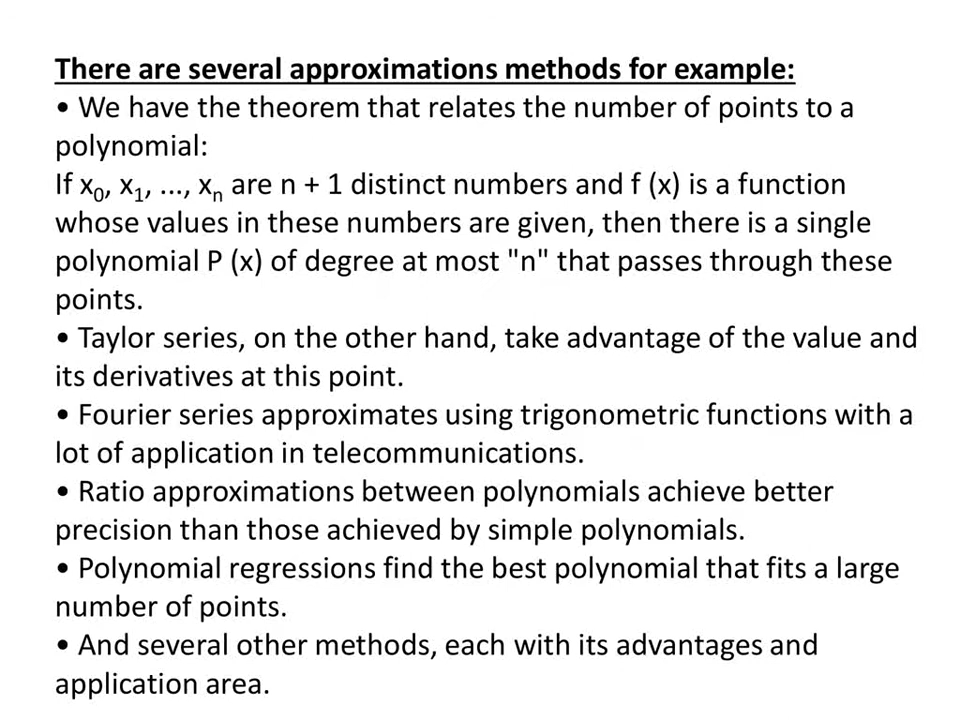 There are several approximations methods for example:
• We have the theorem that relates the number of points to a
polynomial:
If x₀, x₁, ..., xₙ are n + 1 distinct numbers and f (x) is a function
whose values in these numbers are given, then there is a single
polynomial P (x) of degree at most "n" that passes through these
points.
• Taylor series, on the other hand, take advantage of the value and
its derivatives at this point.
• Fourier series approximates using trigonometric functions with a
lot of application in telecommunications.
• Ratio approximations between polynomials achieve better
precision than those achieved by simple polynomials.
• Polynomial regressions find the best polynomial that fits a large
number of points.
• And several other methods, each with its advantages and
application area.